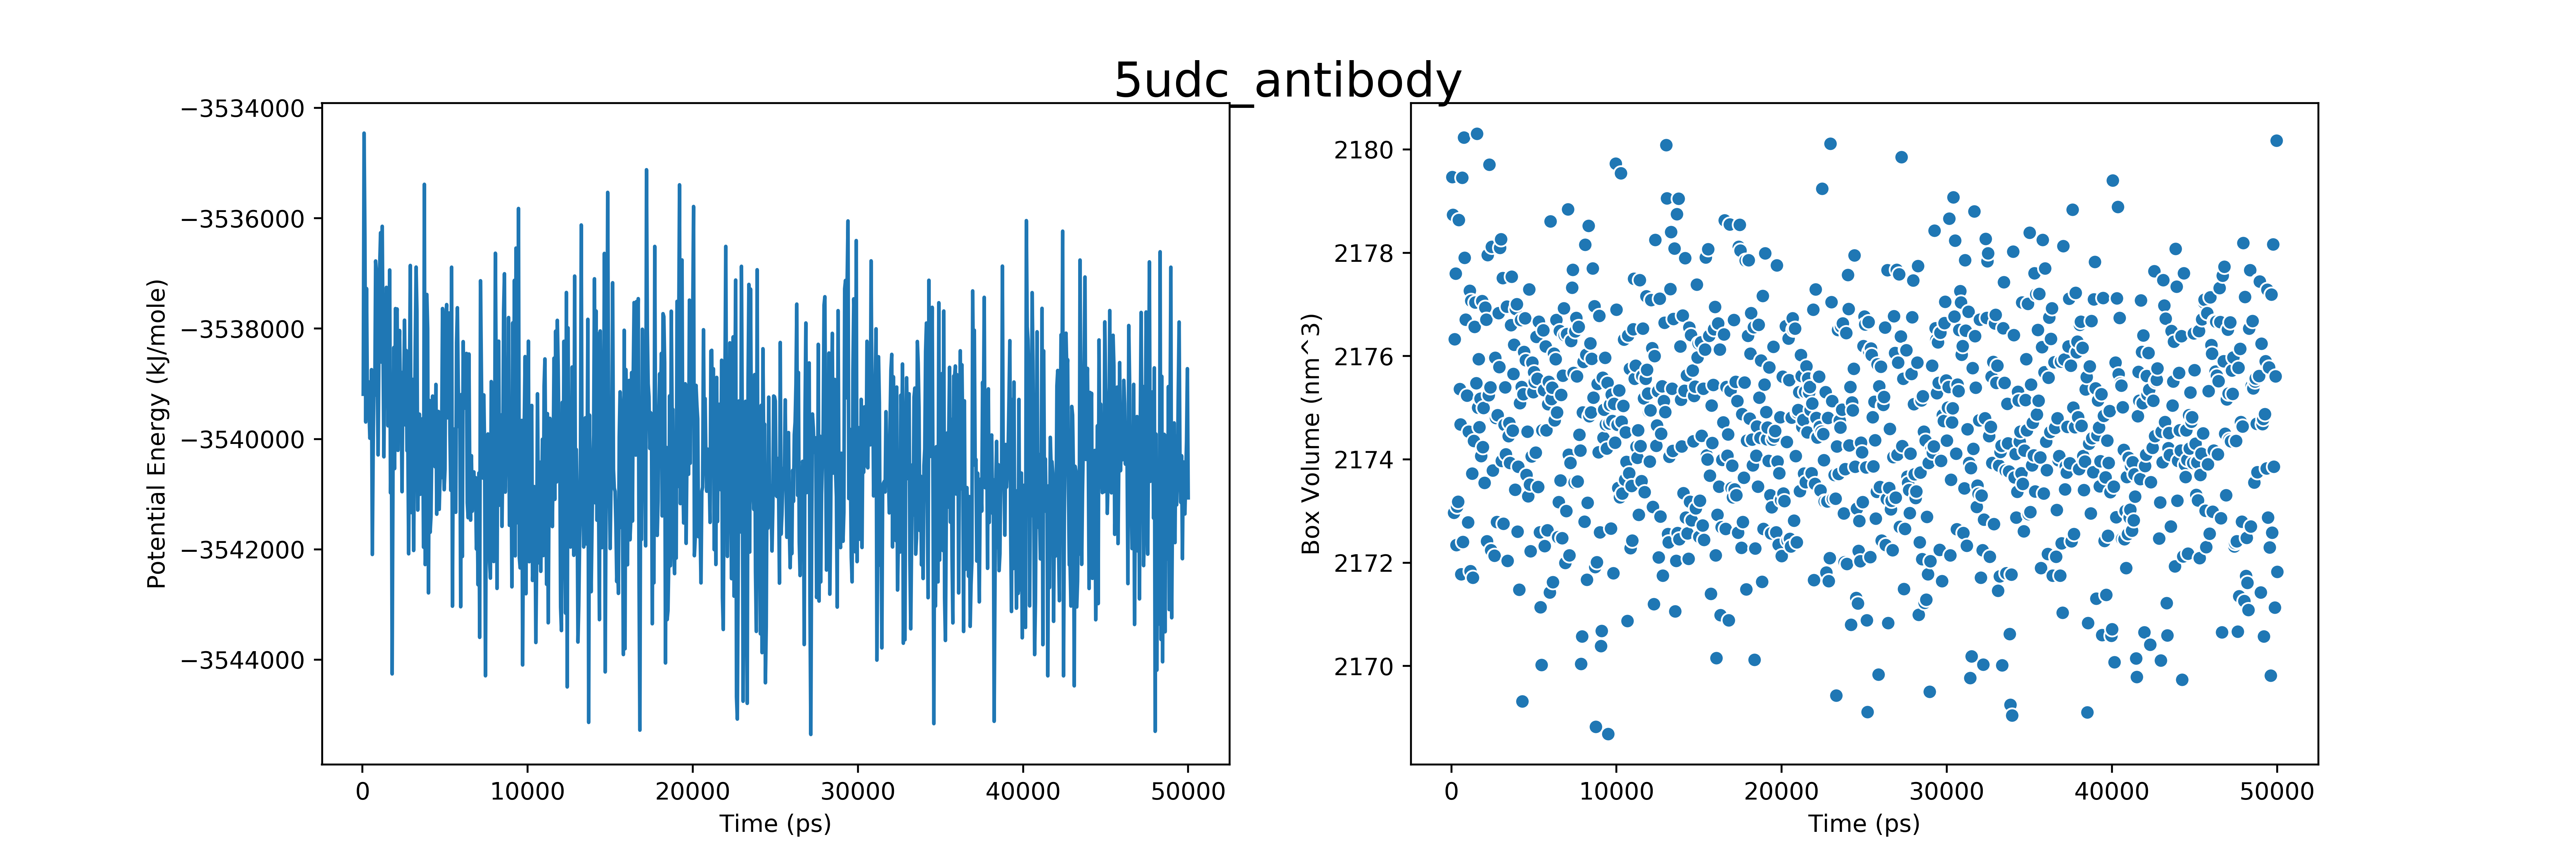 5udc_antibody
Potential Energy (kJ/mole)
−3534000
−3536000
−3538000
−3540000
−3542000
−3544000
0 10000 20000 30000 40000 50000
Time (ps)
Box Volume (nm^3)
2180
2178
2176
2174
2172
2170
0 10000 20000 30000 40000 50000
Time (ps)